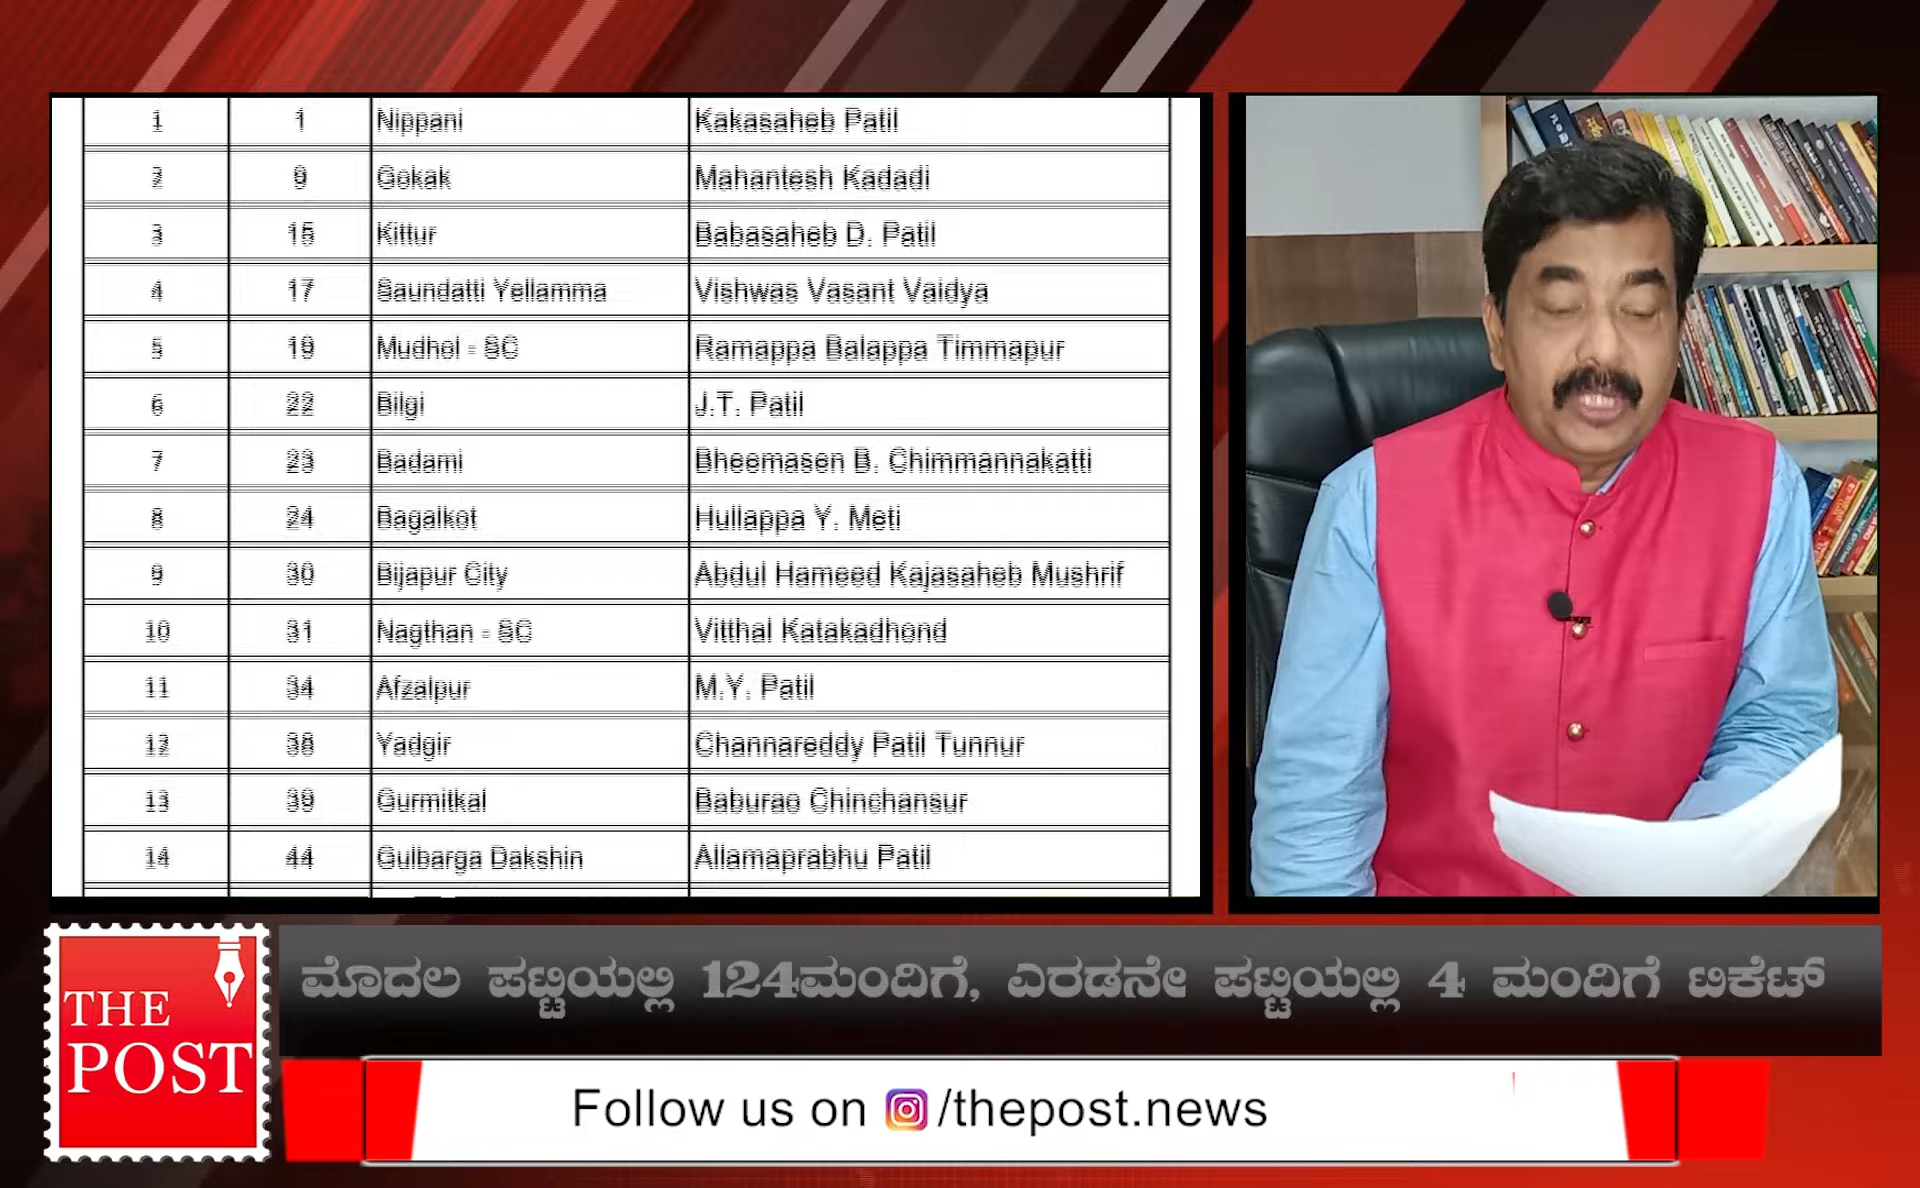 1 1 Nippani Kakasaheb Patil
2 9 Gokak Mahantesh Kadadi
3 15 Kittur Babasaheb D. Patil
4 17 Saundatti Yellamma Vishwas Vasant Vaidya
5 19 Mudhol - SC Ramappa Balappa Timmapur
6 22 Bilgi J.T. Patil
7 23 Badami Bheemasen B. Chimmannakatti
8 24 Bagalkot Hullappa Y. Meti
9 30 Bijapur City Abdul Hameed Kajasaheb Mushrif
10 31 Nagthan - SC Vitthal Katakadhond
11 34 Afzalpur M.Y. Patil
12 38 Yadgir Channareddy Patil Tunnur
13 39 Gurmitkal Baburao Chinchansur
14 44 Gulbarga Dakshin Allamaprabhu Patil
THE
POST
ಮೊದಲ ಪಟ್ಟಿಯಲ್ಲಿ 124ಮಂದಿಗೆ, ಎರಡನೇ ಪಟ್ಟಿಯಲ್ಲಿ 4 ಮಂದಿಗೆ ಟಿಕೆಟ್
Follow us on /thepost.news